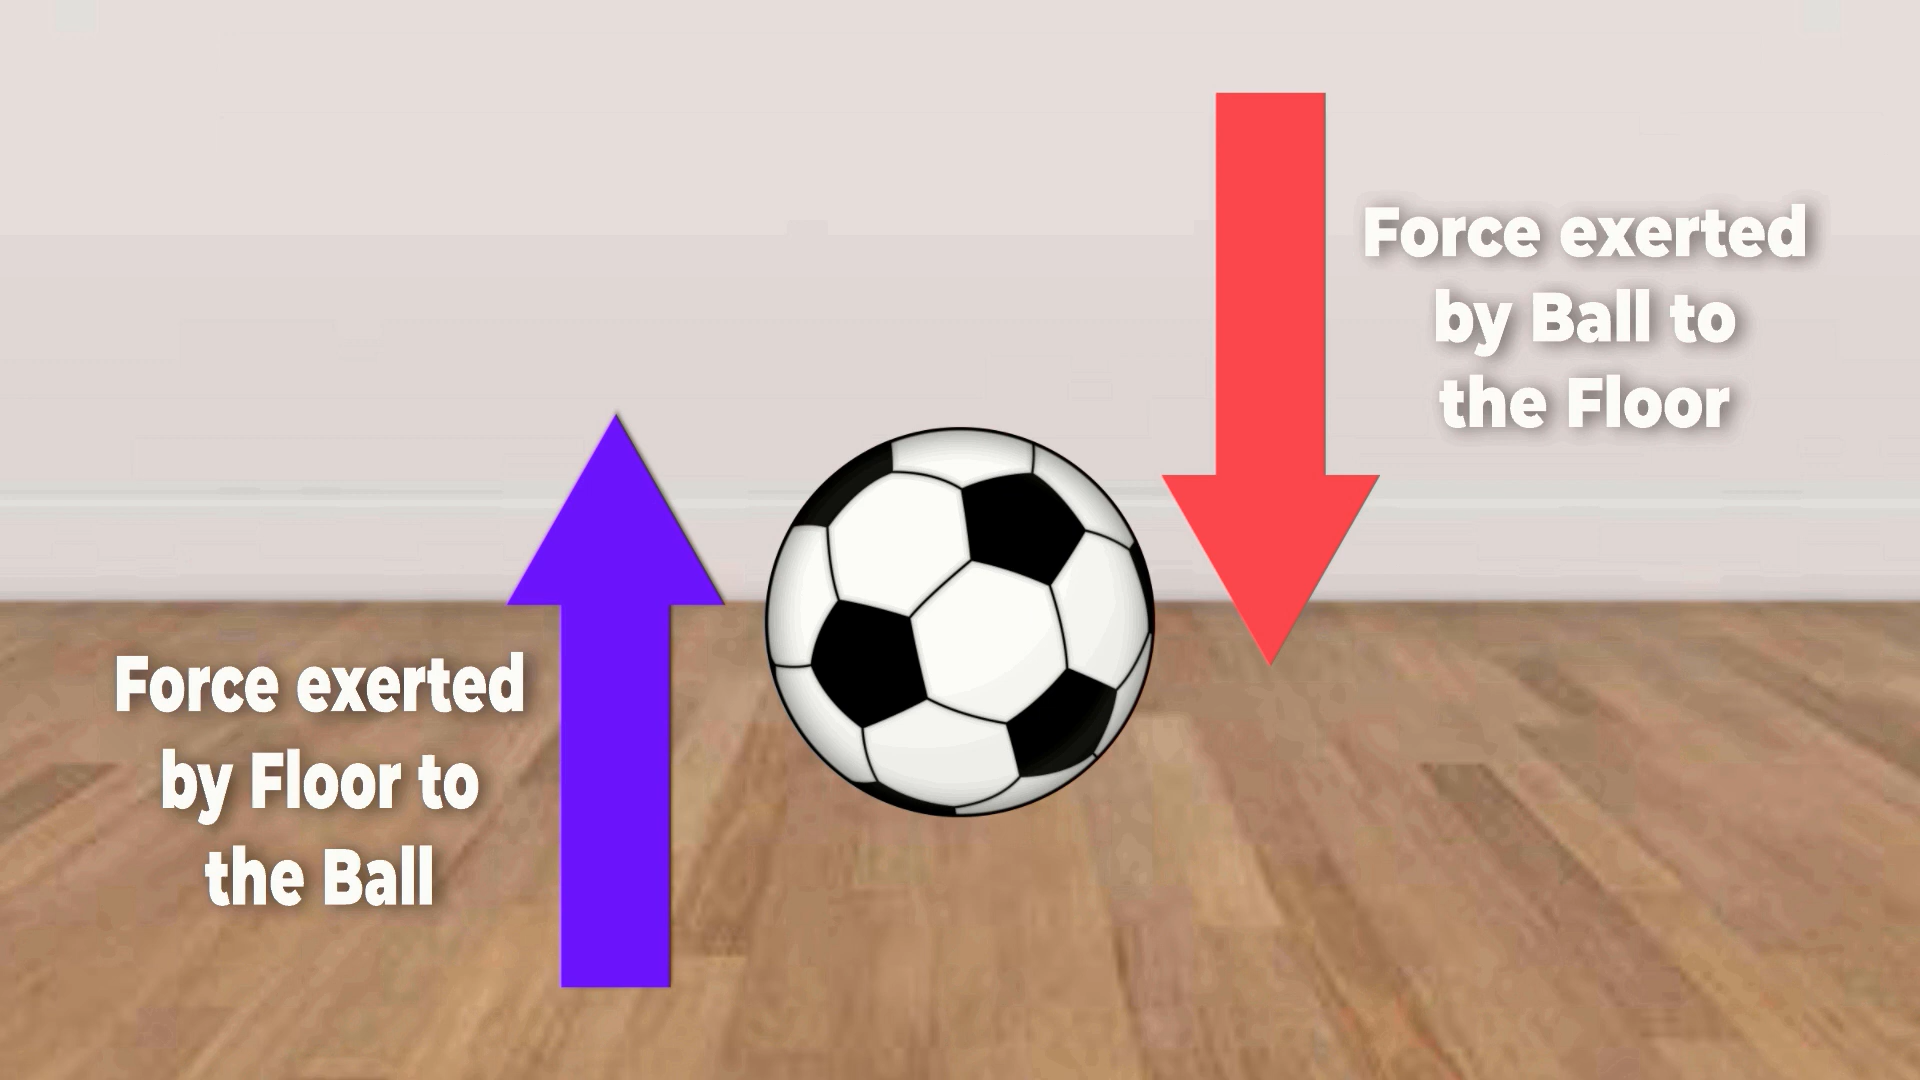 Force exerted
by Ball to
the Floor
Force exerted
by Floor to
the Ball